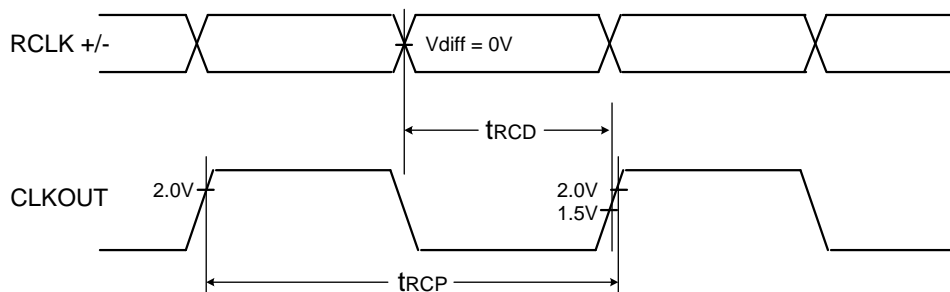 RCLK +/-
Vdiff = 0V
tRCD
CLKOUT
2.0V
2.0V
1.5V
tRCP